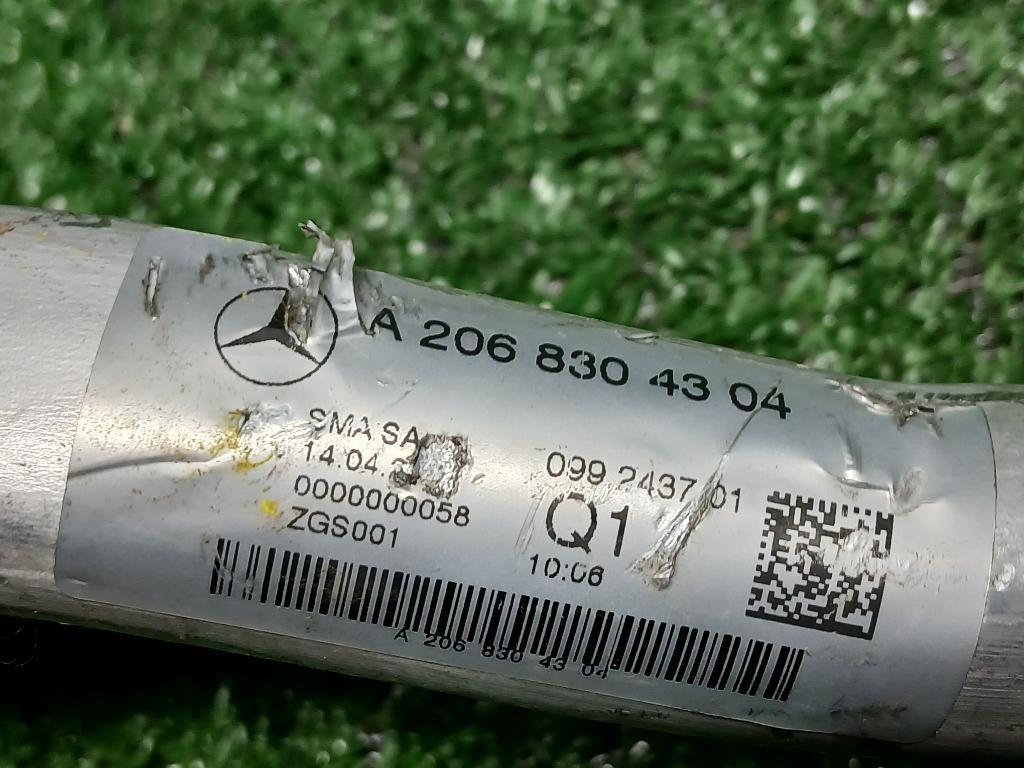 A 206 830 43 04
SMA SA
14.04.
0000000058
ZGS001
099 2437 01
Q1
10:06
A 206 830 43 04